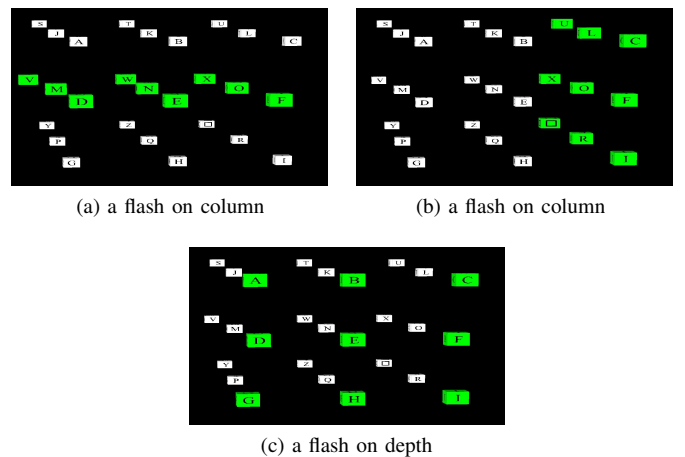 S T U
J K L
A B C
V W X
M N O
D E F
Y Z
P Q R
G H I
(a) a flash on column
S T U
J K L
A B C
V W X
M N O
D E F
Y Z
P Q R
G H I
(b) a flash on column
S T U
J K L
A B C
V W X
M N O
D E F
Y Z
P Q R
G H I
(c) a flash on depth